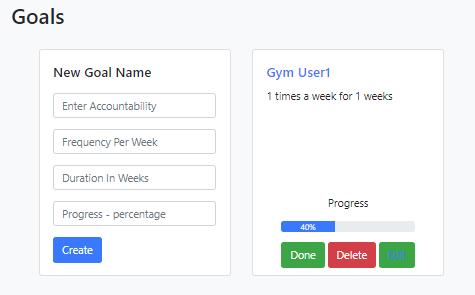 Goals
New Goal Name
Enter Accountability
Frequency Per Week
Duration In Weeks
Progress - percentage
Create
Gym User1
1 times a week for 1 weeks
Progress
40%
Done
Delete
Edit